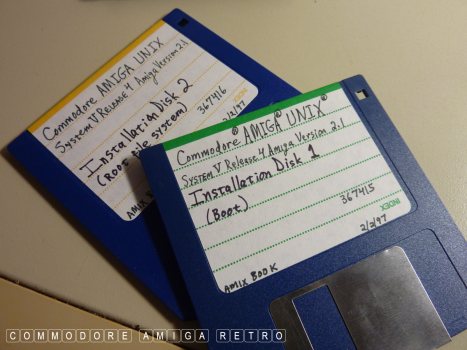 Commodore AMIGA UNIX
System V Release 4 Amiga Version 2.1
Installation Disk 2
(Root File System)
367416
2/2/97
AMIX BOOK
Commodore® AMIGA® UNIX®
System V Release 4 Amiga Version 2.1
Installation Disk 1
(Boot)
367415
INDEX
2/2/97
AMIX BOOK
COMMODORE AMIGA RETRO